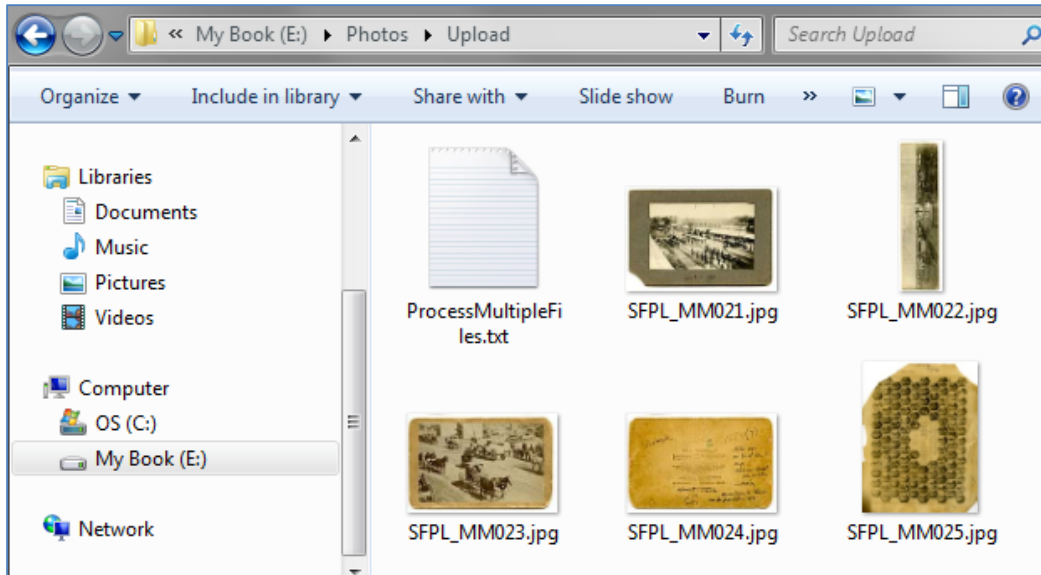 « My Book (E:) ▸ Photos ▸ Upload
Search Upload
Organize ▾ Include in library ▾ Share with ▾ Slide show Burn »
Libraries
Documents
Music
Pictures
Videos
Computer
OS (C:)
My Book (E:)
Network
ProcessMultipleFi
les.txt
SFPL_MM021.jpg
SFPL_MM022.jpg
SFPL_MM023.jpg
SFPL_MM024.jpg
SFPL_MM025.jpg